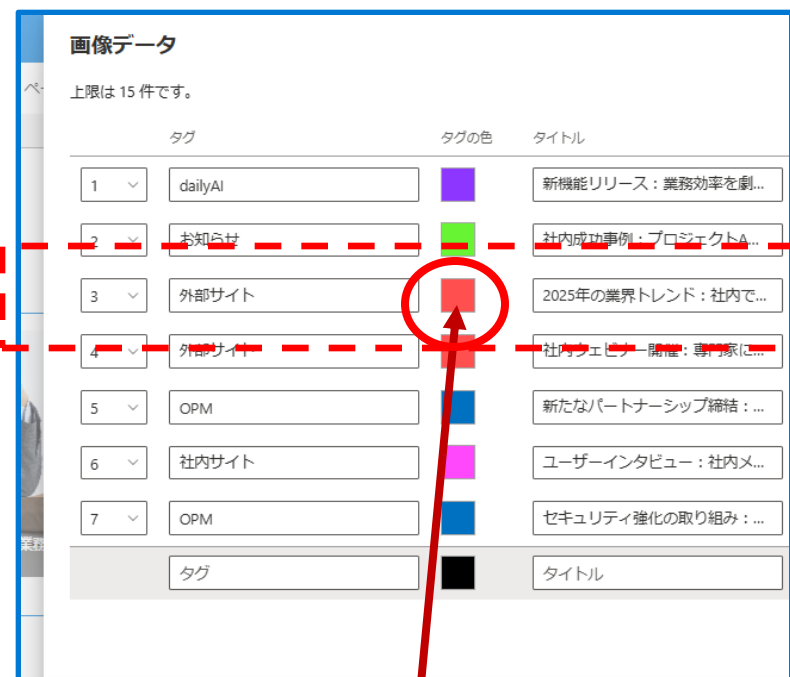 画像データ
ペー
上限は 15 件です。
タグ タグの色 タイトル
1 dailyAI 新機能リリース：業務効率を劇...
2 お知らせ 社内成功事例：プロジェクトA...
3 外部サイト 2025年の業界トレンド：社内で...
4 外部サイト 社内ウェビナー開催：専門家に...
5 OPM 新たなパートナーシップ締結：...
6 社内サイト ユーザーインタビュー：社内メ...
7 OPM セキュリティ強化の取り組み：...
業務
タグ タイトル